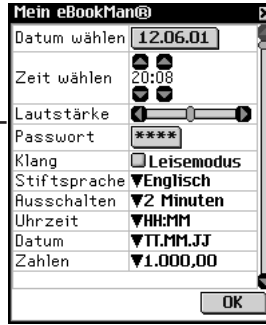 Mein eBookMan®
Datum wählen 12.06.01
Zeit wählen 20:08
Lautstärke
Passwort ****
Klang Leisemodus
Stiftsprache ▼Englisch
Ausschalten ▼2 Minuten
Uhrzeit ▼HH:MM
Datum ▼TT.MM.JJ
Zahlen ▼1.000,00
OK